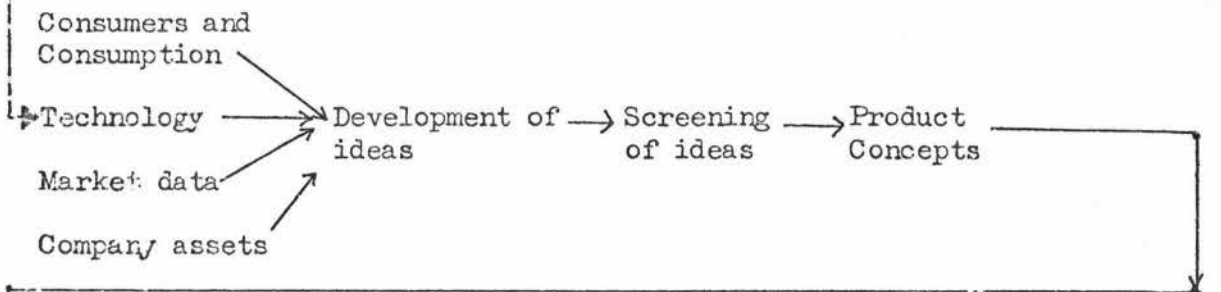 Consumers and
Consumption
Technology
Development of
ideas
Screening
of ideas
Product
Concepts
Market data
Company assets